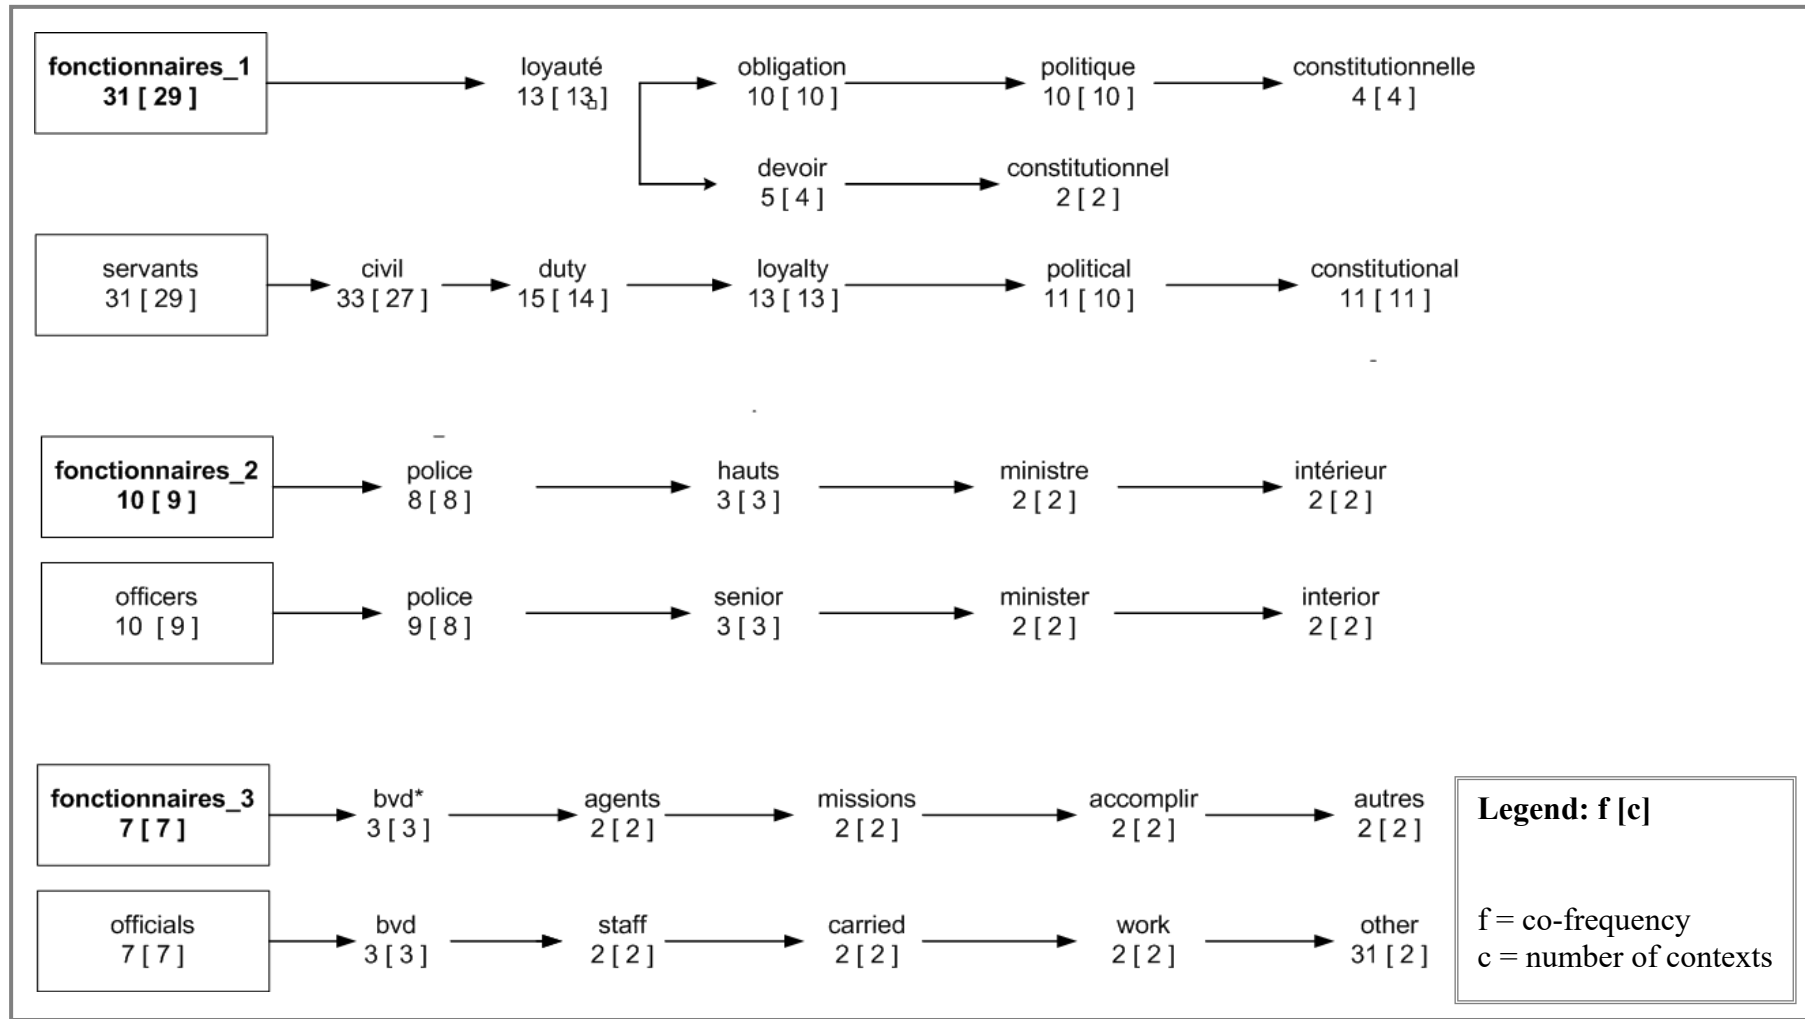 fonctionnaires_1
31 [ 29 ]
loyauté
13 [ 13 ]
obligation
10 [ 10 ]
politique
10 [ 10 ]
constitutionnelle
4 [ 4 ]
devoir
5 [ 4 ]
constitutionnel
2 [ 2 ]
servants
31 [ 29 ]
civil
33 [ 27 ]
duty
15 [ 14 ]
loyalty
13 [ 13 ]
political
11 [ 10 ]
constitutional
11 [ 11 ]
fonctionnaires_2
10 [ 9 ]
police
8 [ 8 ]
hauts
3 [ 3 ]
ministre
2 [ 2 ]
intérieur
2 [ 2 ]
officers
10 [ 9 ]
police
9 [ 8 ]
senior
3 [ 3 ]
minister
2 [ 2 ]
interior
2 [ 2 ]
fonctionnaires_3
7 [ 7 ]
bvd*
3 [ 3 ]
agents
2 [ 2 ]
missions
2 [ 2 ]
accomplir
2 [ 2 ]
autres
2 [ 2 ]
officials
7 [ 7 ]
bvd
3 [ 3 ]
staff
2 [ 2 ]
carried
2 [ 2 ]
work
2 [ 2 ]
other
31 [ 2 ]
Legend: f [c]
f = co-frequency
c = number of contexts